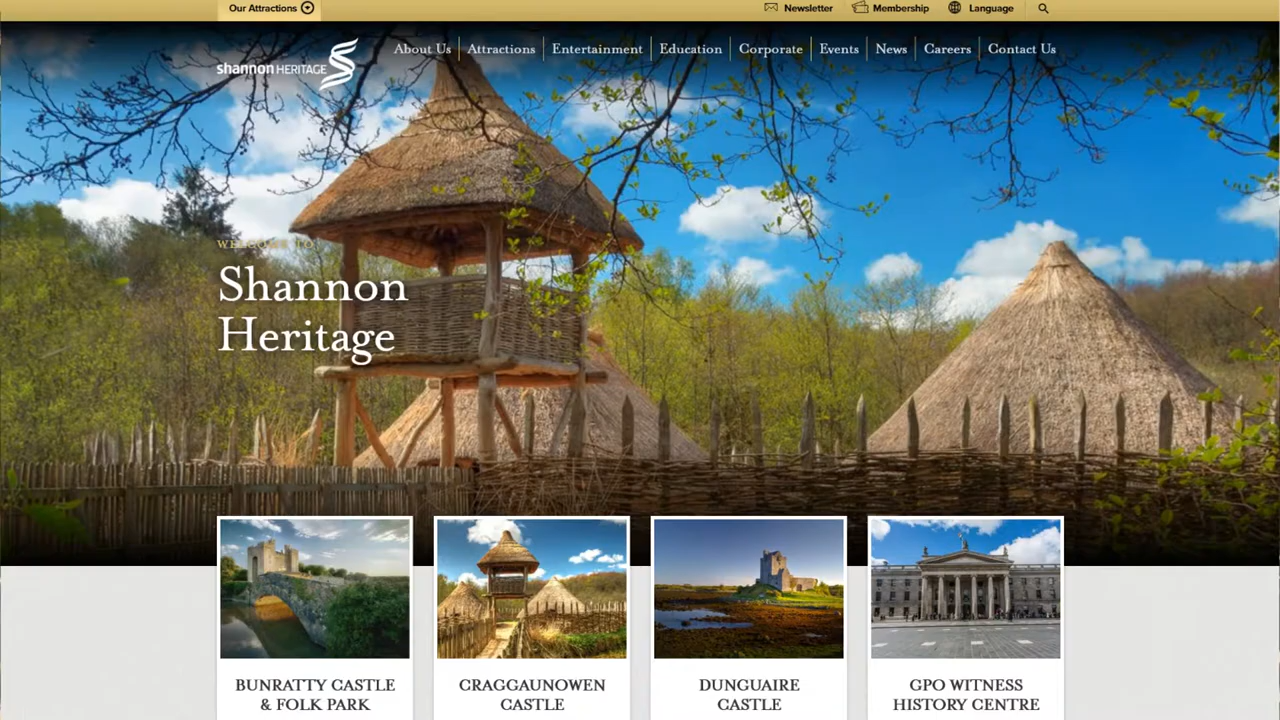 Our Attractions
Newsletter
Membership
Language
shannon HERITAGE
About Us
Attractions
Entertainment
Education
Corporate
Events
News
Careers
Contact Us
WELCOME TO
Shannon
Heritage
BUNRATTY CASTLE
& FOLK PARK
CRAGGAUNOWEN
CASTLE
DUNGUAIRE
CASTLE
GPO WITNESS
HISTORY CENTRE